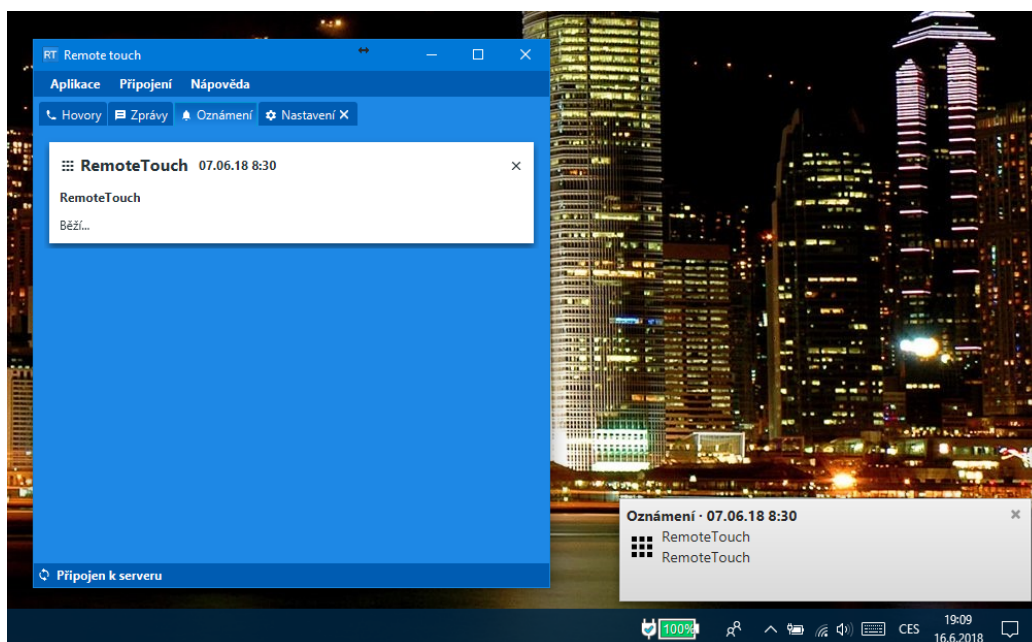 RT Remote touch
Aplikace Připojení Nápověda
Hovory Zprávy Oznámení Nastavení
RemoteTouch 07.06.18 8:30
RemoteTouch
Běží...
Připojen k serveru
Oznámení · 07.06.18 8:30
RemoteTouch
RemoteTouch
100%
CES
19:09
16.6.2018